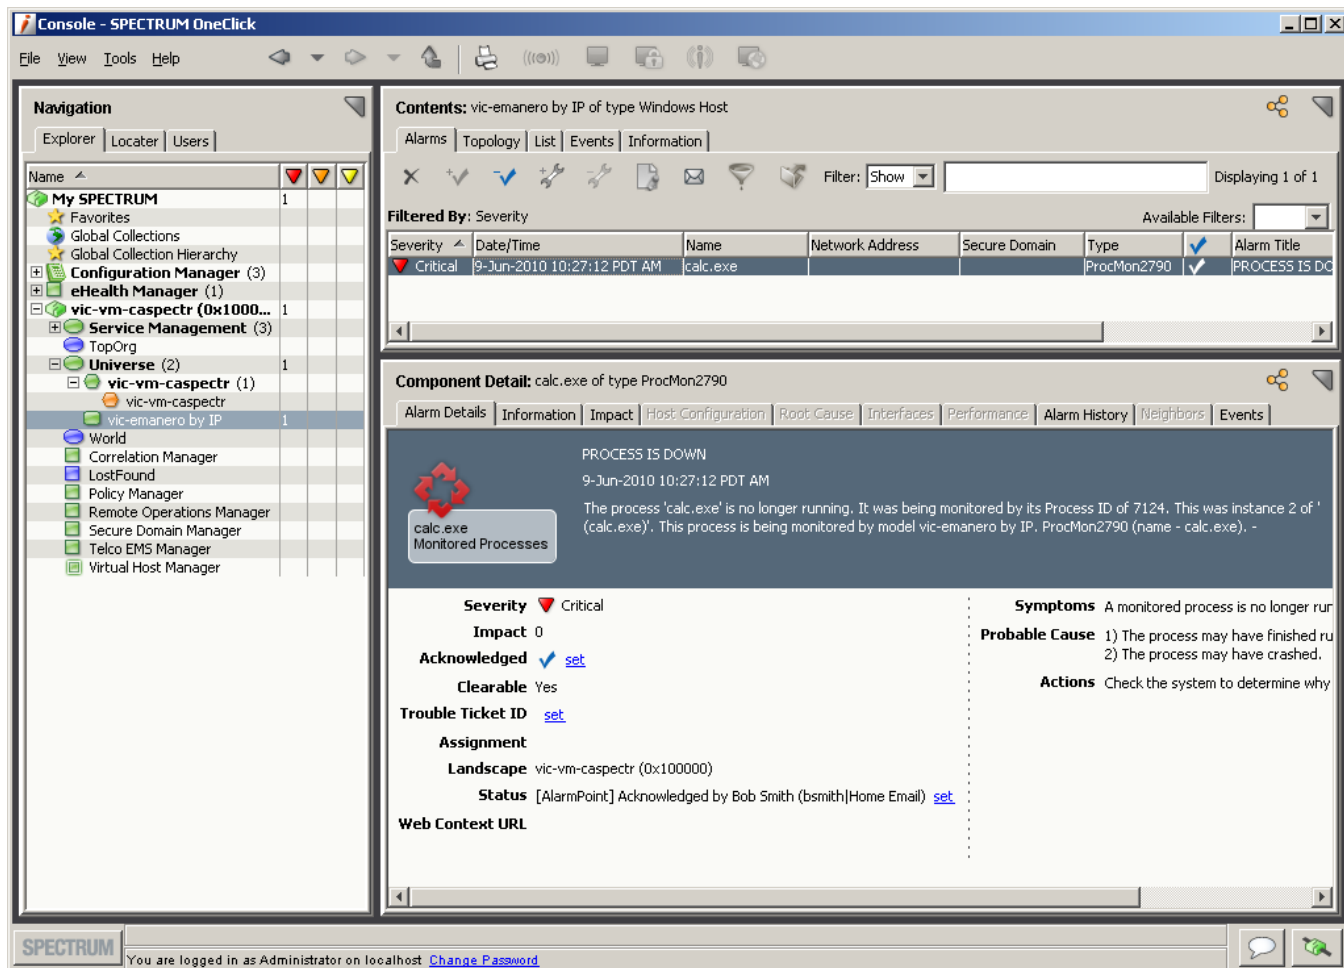 Console - SPECTRUM OneClick
File View Tools Help
Navigation
Explorer Locater Users
Name
My SPECTRUM 1
Favorites
Global Collections
Global Collection Hierarchy
Configuration Manager (3)
eHealth Manager (1)
vic-vm-caspectr (0x1000... 1
Service Management (3)
TopOrg
Universe (2) 1
vic-vm-caspectr (1)
vic-vm-caspectr
vic-emanero by IP 1
World
Correlation Manager
LostFound
Policy Manager
Remote Operations Manager
Secure Domain Manager
Telco EMS Manager
Virtual Host Manager
Contents: vic-emanero by IP of type Windows Host
Alarms Topology List Events Information
Filter: Show Displaying 1 of 1
Filtered By: Severity Available Filters:
Severity Date/Time Name Network Address Secure Domain Type Alarm Title
Critical 9-Jun-2010 10:27:12 PDT AM calc.exe ProcMon2790 PROCESS IS DO
Component Detail: calc.exe of type ProcMon2790
Alarm Details Information Impact Host Configuration Root Cause Interfaces Performance Alarm History Neighbors Events
calc.exe
Monitored Processes
PROCESS IS DOWN
9-Jun-2010 10:27:12 PDT AM
The process 'calc.exe' is no longer running. It was being monitored by its Process ID of 7124. This was instance 2 of '
(calc.exe)'. This process is being monitored by model vic-emanero by IP. ProcMon2790 (name - calc.exe). -
Severity Critical
Impact 0
Acknowledged set
Clearable Yes
Trouble Ticket ID set
Assignment
Landscape vic-vm-caspectr (0x100000)
Status [AlarmPoint] Acknowledged by Bob Smith (bsmith|Home Email) set
Web Context URL
Symptoms A monitored process is no longer rur
Probable Cause 1) The process may have finished ru
2) The process may have crashed.
Actions Check the system to determine why
SPECTRUM
You are logged in as Administrator on localhost Change Password